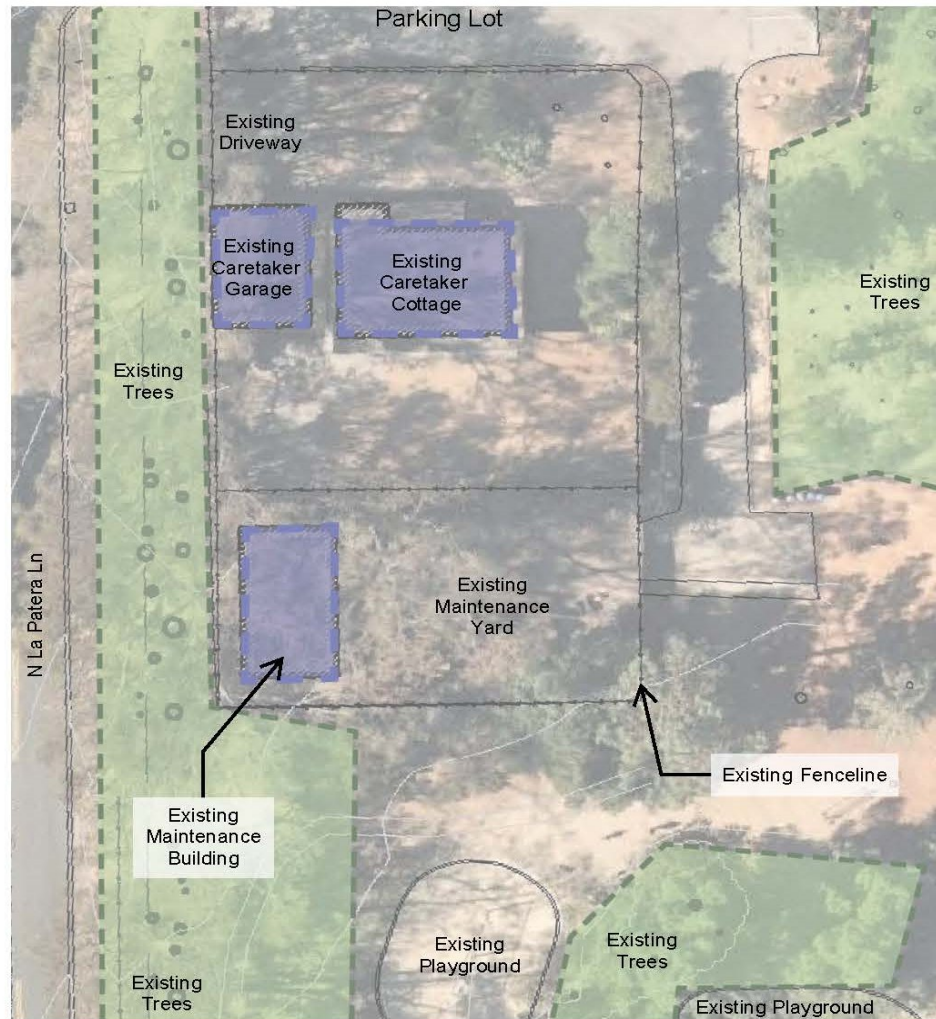 Parking Lot
Existing
Driveway
Existing
Caretaker
Garage
Existing
Caretaker
Cottage
Existing
Trees
Existing
Trees
N La Patera Ln
Existing
Maintenance
Yard
Existing Fenceline
Existing
Maintenance
Building
Existing
Playground
Existing
Trees
Existing
Trees
Existing Playground